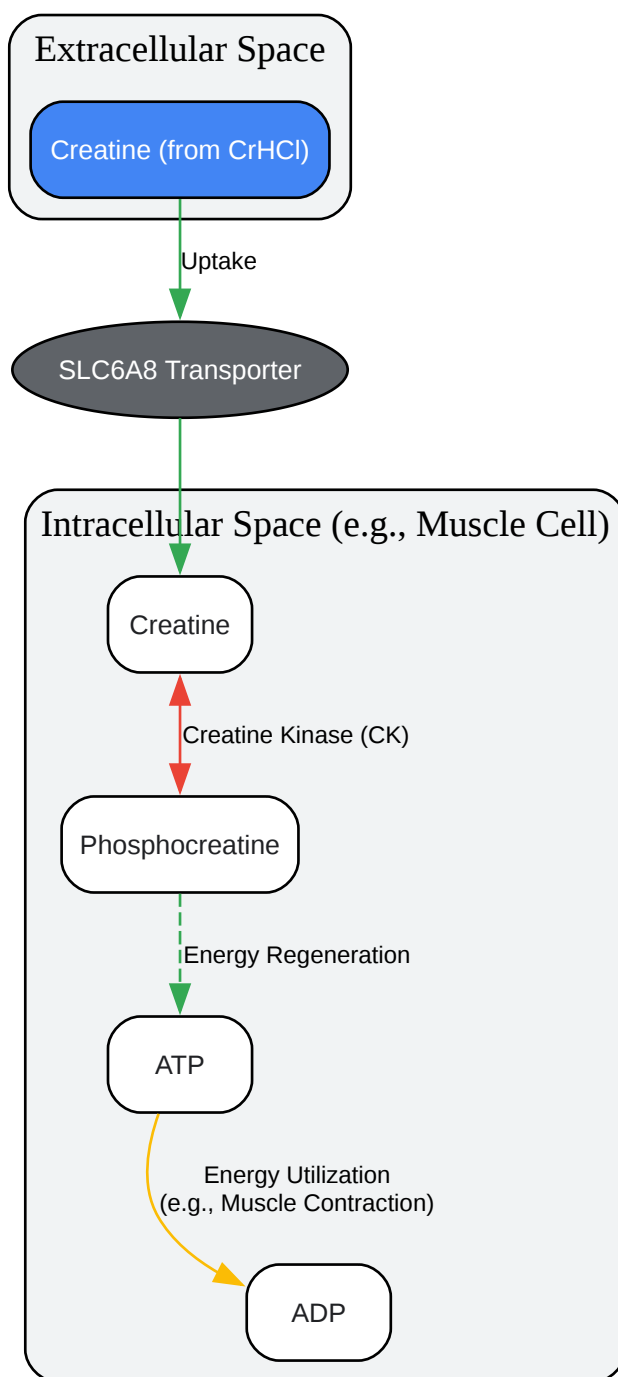 Extracellular Space
Creatine (from CrHCl)
Uptake
SLC6A8 Transporter
Intracellular Space (e.g., Muscle Cell)
Creatine
Creatine Kinase (CK)
Phosphocreatine
Energy Regeneration
ATP
Energy Utilization
(e.g., Muscle Contraction)
ADP